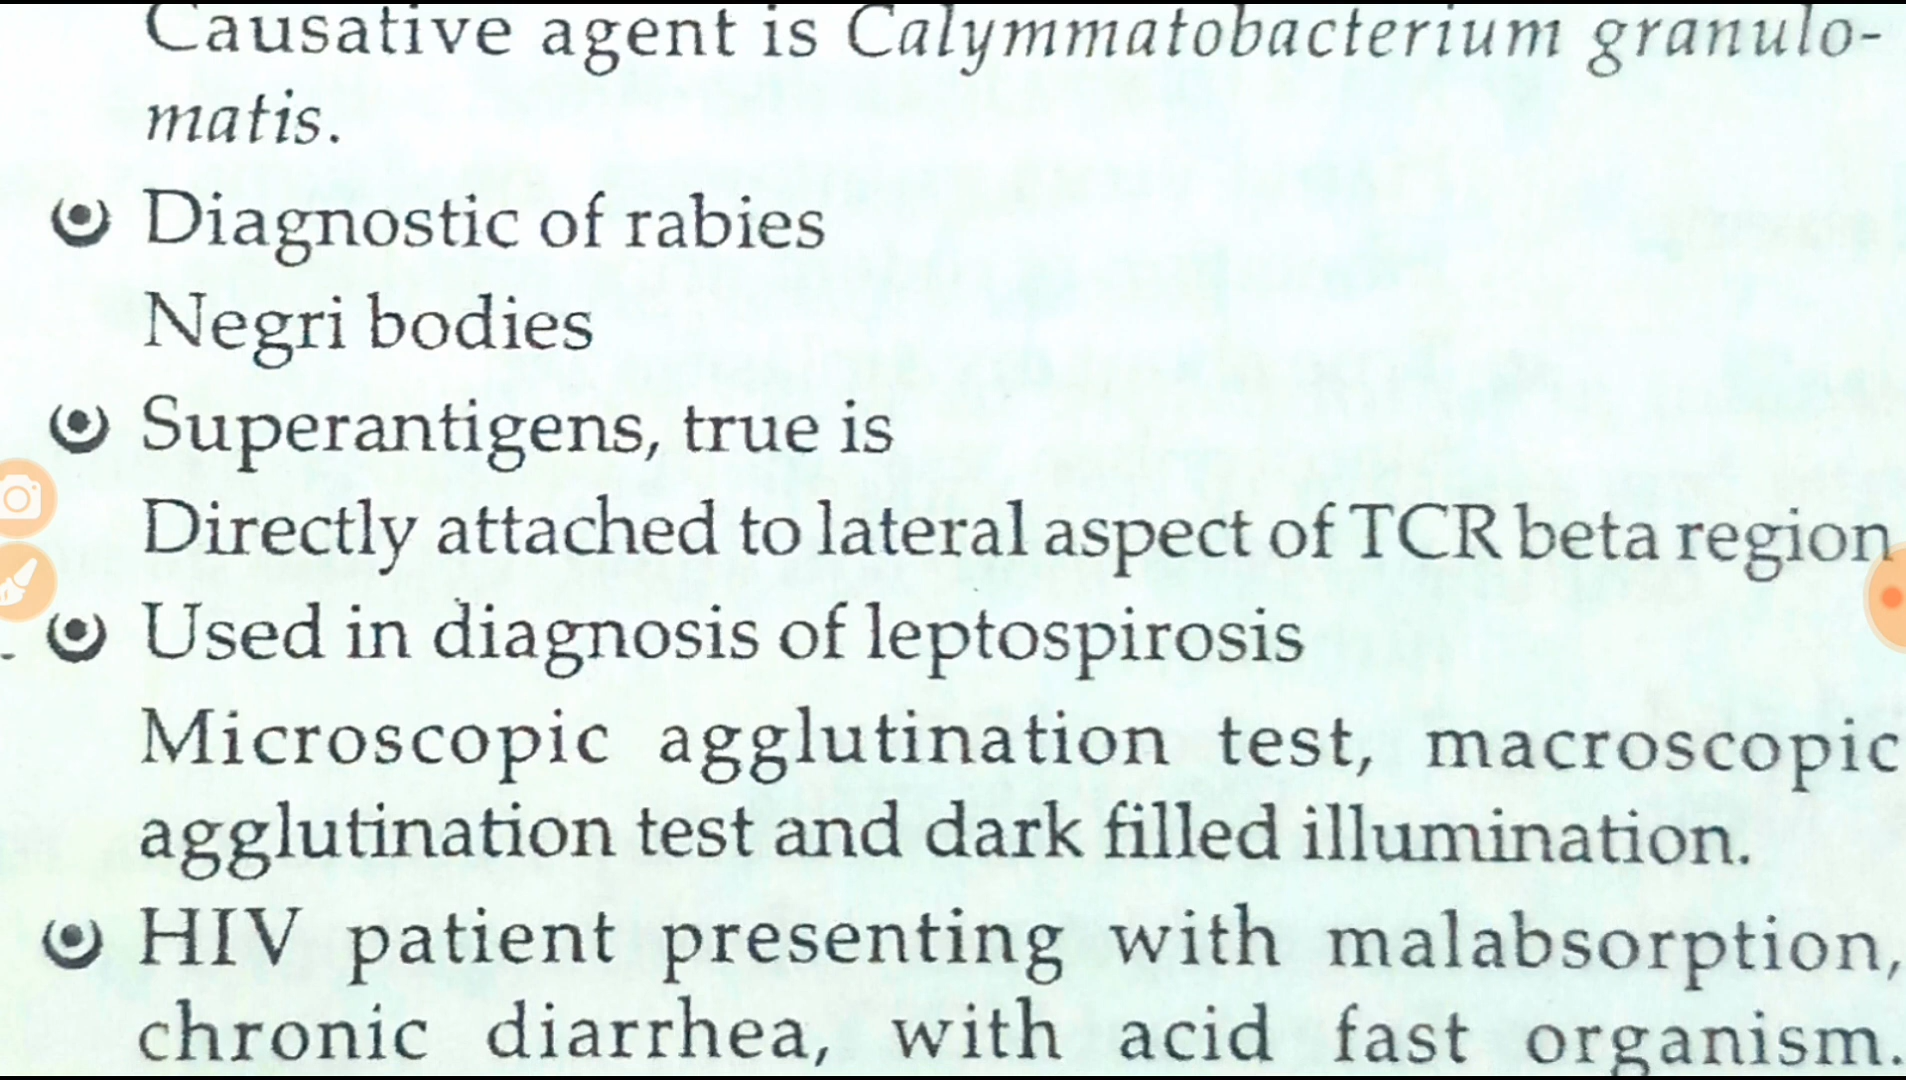 Causative agent is Calymmatobacterium granulo-
matis.
Diagnostic of rabies
Negri bodies
Superantigens, true is
Directly attached to lateral aspect of TCR beta region
Used in diagnosis of leptospirosis
Microscopic agglutination test, macroscopic
agglutination test and dark filled illumination.
HIV patient presenting with malabsorption,
chronic diarrhea, with acid fast organism.